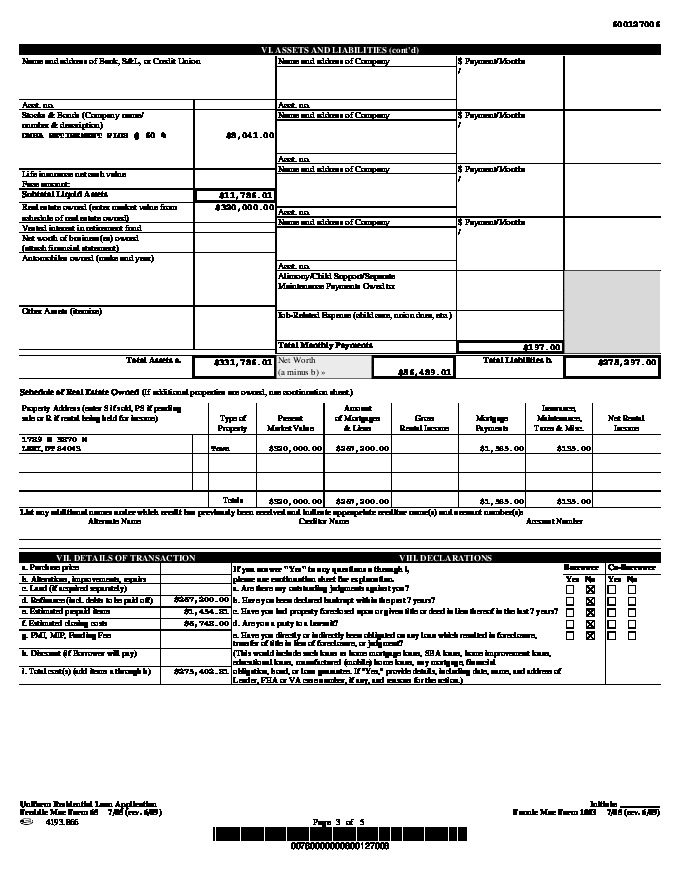 600127006
VI. ASSETS AND LIABILITIES (cont'd)
Name and address of Bank, S&L, or Credit Union
Name and address of Company
$ Payment/Months
/
Acct. no.
Acct. no.
Stocks & Bonds (Company name/
number & description)
Name and address of Company
$ Payment/Months
/
RETIREMENT PLUS @ 60 %
$8,041.00
Acct. no.
Life insurance net cash value
Face amount:
Name and address of Company
$ Payment/Months
/
Subtotal Liquid Assets
$11,786.01
Real estate owned (enter market value from
schedule of real estate owned)
$320,000.00
Acct. no.
Vested interest in retirement fund
Name and address of Company
$ Payment/Months
/
Net worth of business(es) owned
(attach financial statement)
Automobiles owned (make and year)
Acct. no.
Alimony/Child Support/Separate
Maintenance Payments Owed to:
Other Assets (itemize)
Job-Related Expense (child care, union dues, etc.)
Total Monthly Payments
$197.00
Total Assets a.
$331,786.01
Net Worth
(a minus b) »
$56,489.01
Total Liabilities b.
$275,297.00
Schedule of Real Estate Owned (If additional properties are owned, use continuation sheet.)
Property Address (enter S if sold, PS if pending
sale or R if rental being held for income)
Type of
Property
Present
Market Value
Amount
of Mortgages
& Liens
Gross
Rental Income
Mortgage
Payments
Insurance,
Maintenance,
Taxes & Misc.
Net Rental
Income
1789 W 3870 N
LEHI, UT 84043
Town
$320,000.00
$267,200.00
$1,565.00
$135.00
Totals
$320,000.00
$267,200.00
$1,565.00
$135.00
List any additional names under which credit has previously been received and indicate appropriate creditor name(s) and account number(s):
Alternate Name
Creditor Name
Account Number
VII. DETAILS OF TRANSACTION
VIII. DECLARATIONS
a. Purchase price
b. Alterations, improvements, repairs
c. Land (if acquired separately)
d. Refinance (incl. debts to be paid off)
$267,200.00
e. Estimated prepaid items
$1,454.81
f. Estimated closing costs
$6,748.00
g. PMI, MIP, Funding Fee
h. Discount (if Borrower will pay)
i. Total costs (add items a through h)
$275,402.81
If you answer "Yes" to any questions a through i,
please use continuation sheet for explanation.
Borrower
Co-Borrower
Yes No
Yes No
a. Are there any outstanding judgments against you?
b. Have you been declared bankrupt within the past 7 years?
c. Have you had property foreclosed upon or given title or deed in lieu thereof in the last 7 years?
d. Are you a party to a lawsuit?
e. Have you directly or indirectly been obligated on any loan which resulted in foreclosure,
transfer of title in lieu of foreclosure, or judgment?
(This would include such loans as home mortgage loans, SBA loans, home improvement loans,
educational loans, manufactured (mobile) home loans, any mortgage, financial
obligation, bond, or loan guarantee. If "Yes," provide details, including date, name, and address of
Lender, FHA or VA case number, if any, and reasons for the action.)
Uniform Residential Loan Application
Freddie Mac Form 65 7/05 (rev. 6/09)
4193.866
Page 3 of 5
Initials:
Fannie Mae Form 1003 7/05 (rev. 6/09)